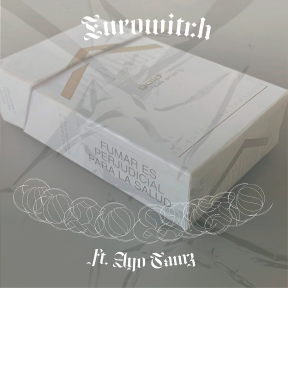 Eurowitch
FUMAR ES
PERJUDICIAL
PARA LA SALUD
ft. Ayo Tanz